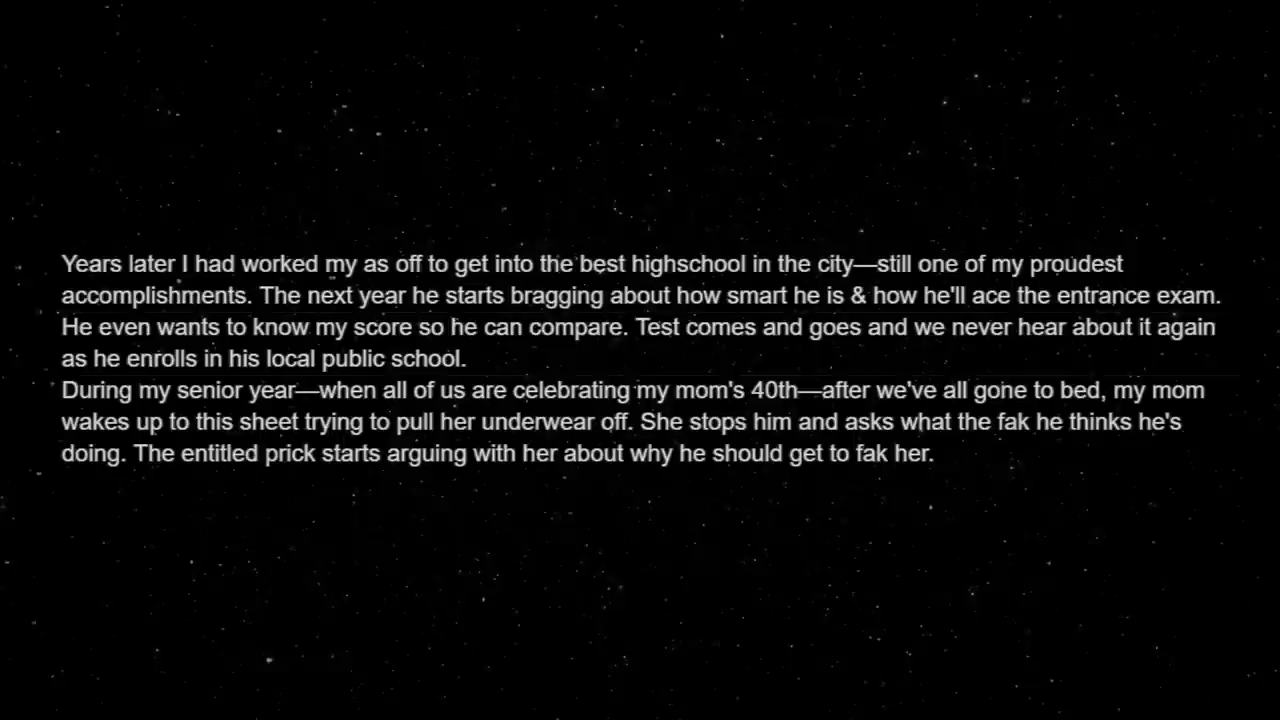 Years later I had worked my as off to get into the best highschool in the city—still one of my proudest
accomplishments. The next year he starts bragging about how smart he is & how he'll ace the entrance exam.
He even wants to know my score so he can compare. Test comes and goes and we never hear about it again
as he enrolls in his local public school.
During my senior year—when all of us are celebrating my mom's 40th—after we've all gone to bed, my mom
wakes up to this sheet trying to pull her underwear off. She stops him and asks what the fak he thinks he's
doing. The entitled prick starts arguing with her about why he should get to fak her.